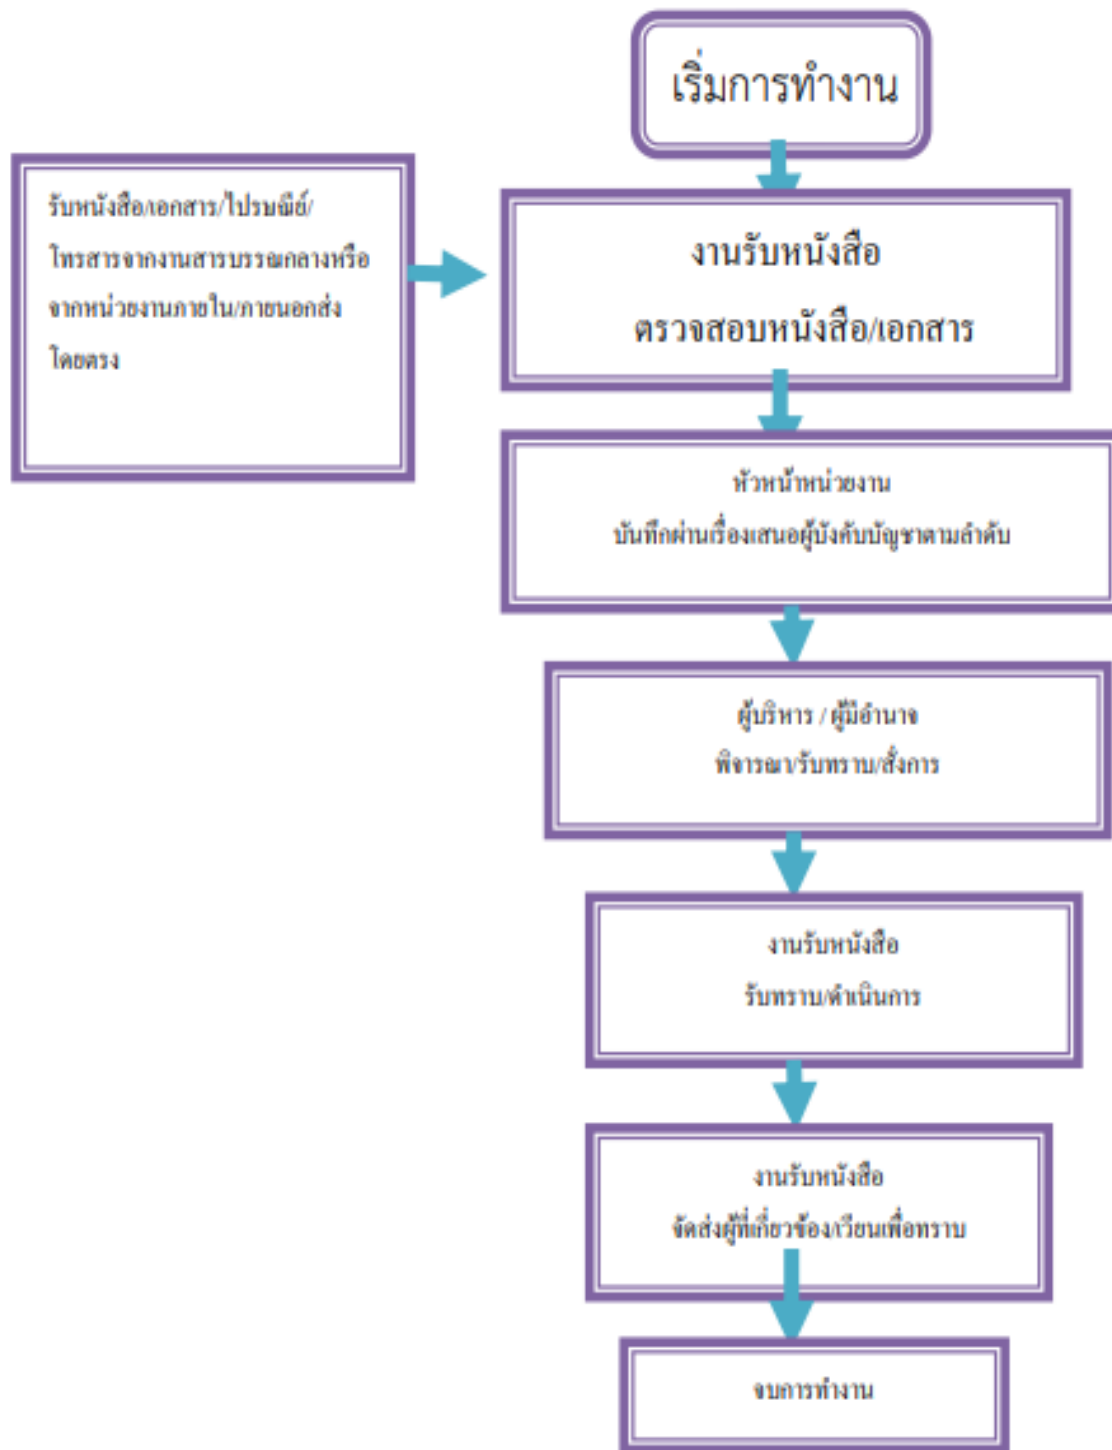 เริ่มการทำงาน
รับหนังสือ/เอกสาร/ไปรษณีย์/
โทรสารจากงานสารบรรณกลางหรือ
จากหน่วยงานภายใน/ภายนอกส่ง
โดยตรง
งานรับหนังสือ
ตรวจสอบหนังสือ/เอกสาร
หัวหน้าหน่วยงาน
บันทึกผ่านเรื่องเสนอผู้บังคับบัญชาตามลำดับ
ผู้บริหาร / ผู้มีอำนาจ
พิจารณา/รับทราบ/สั่งการ
งานรับหนังสือ
รับทราบ/ดำเนินการ
งานรับหนังสือ
จัดส่งผู้ที่เกี่ยวข้อง/เวียนเพื่อทราบ
จบการทำงาน